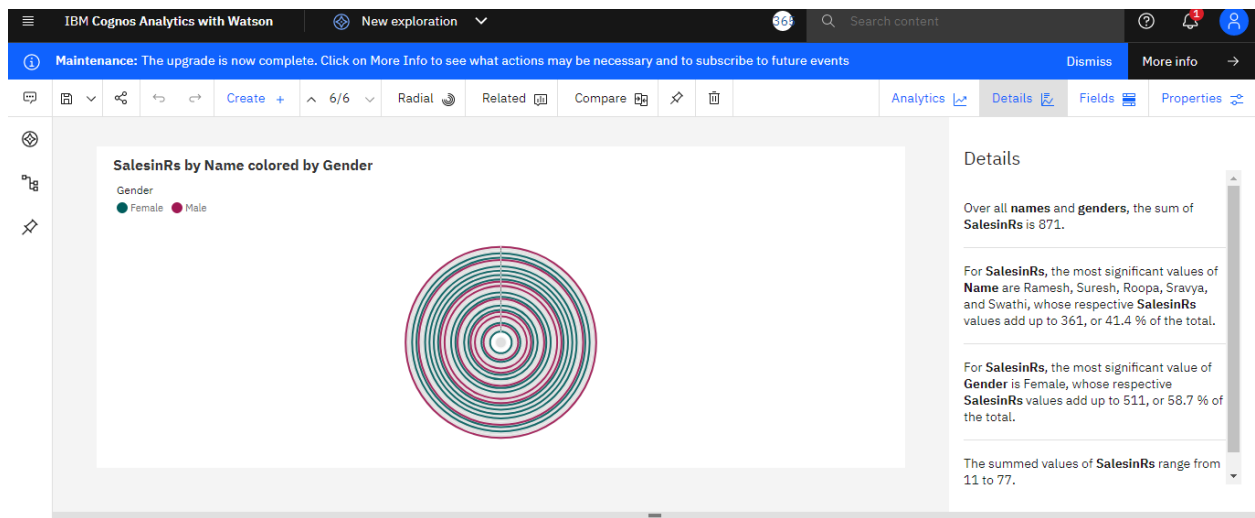 IBM Cognos Analytics with Watson
New exploration
365
Search content
1
Maintenance: The upgrade is now complete. Click on More Info to see what actions may be necessary and to subscribe to future events
Dismiss
More info
Create +
6/6
Radial
Related
Compare
Analytics
Details
Fields
Properties
SalesinRs by Name colored by Gender
Gender
Female
Male
Details
Over all names and genders, the sum of
SalesinRs is 871.
For SalesinRs, the most significant values of
Name are Ramesh, Suresh, Roopa, Sravya,
and Swathi, whose respective SalesinRs
values add up to 361, or 41.4 % of the total.
For SalesinRs, the most significant value of
Gender is Female, whose respective
SalesinRs values add up to 511, or 58.7 % of
the total.
The summed values of SalesinRs range from
11 to 77.